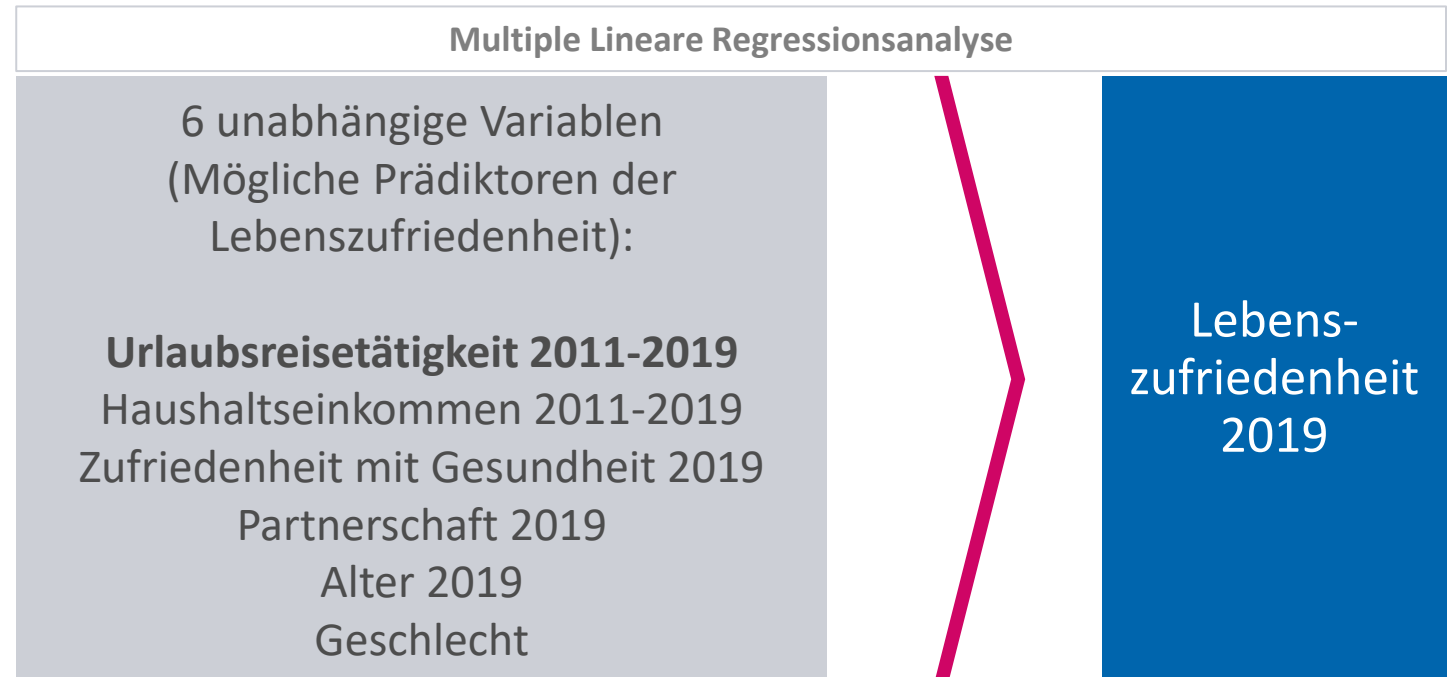 Multiple Lineare Regressionsanalyse
6 unabhängige Variablen
(Mögliche Prädiktoren der
Lebenszufriedenheit):
Urlaubsreisetätigkeit 2011-2019
Haushaltseinkommen 2011-2019
Zufriedenheit mit Gesundheit 2019
Partnerschaft 2019
Alter 2019
Geschlecht
Lebens-
zufriedenheit
2019